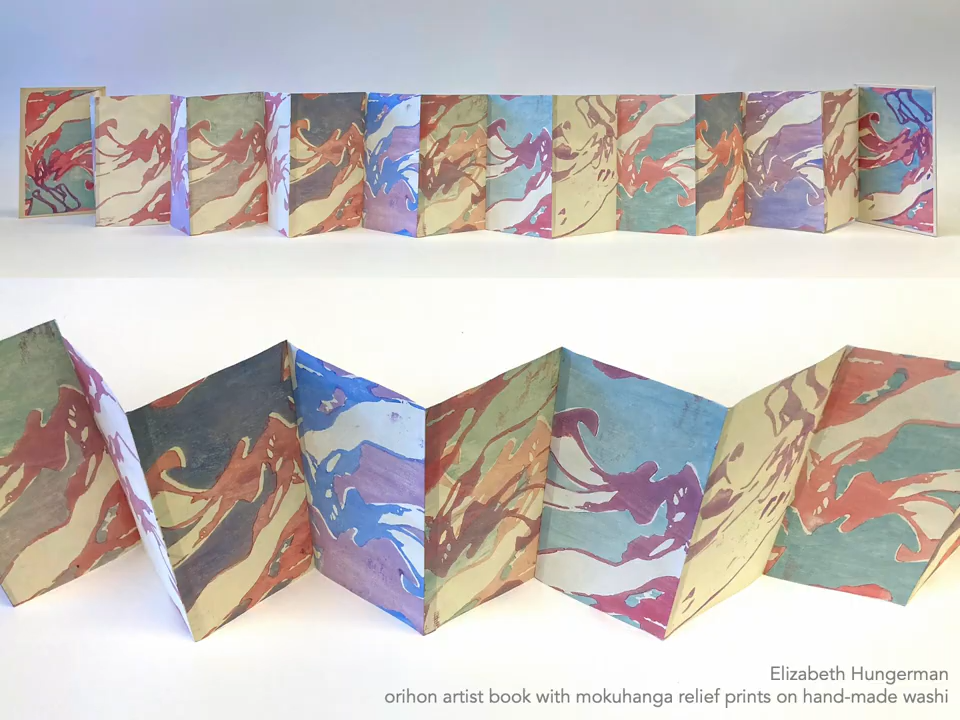 Elizabeth Hungerman
orihon artist book with mokuhanga relief prints on hand-made washi